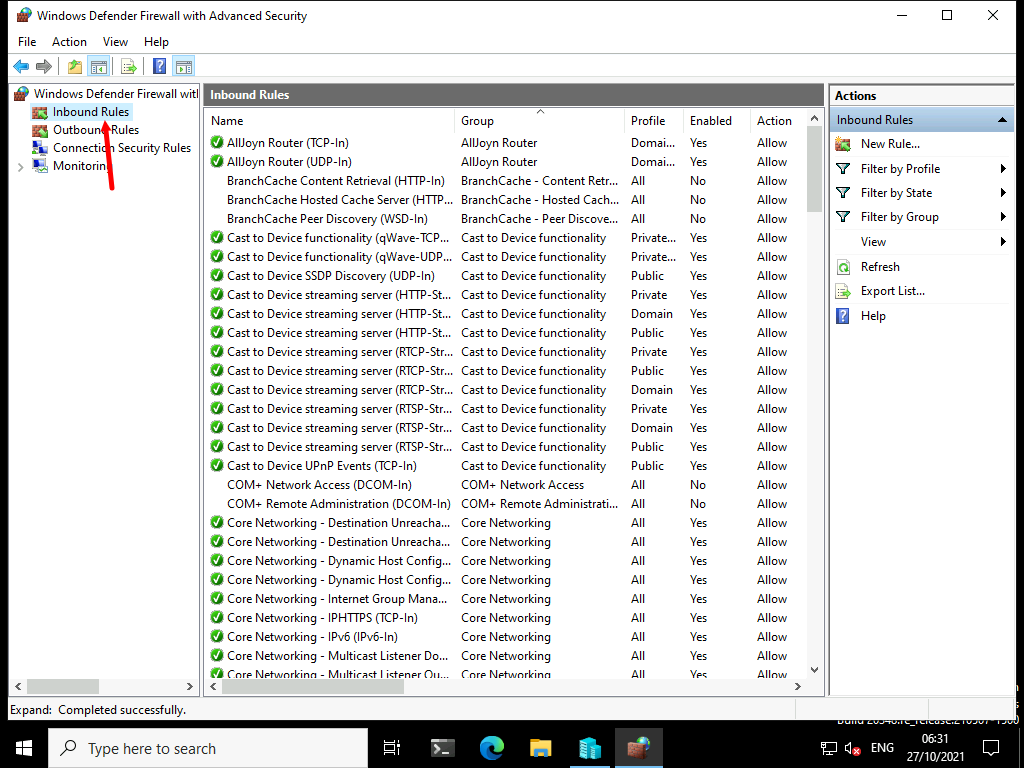 Windows Defender Firewall with Advanced Security
File Action View Help
Windows Defender Firewall wit
Inbound Rules
Outbound Rules
Connection Security Rules
Monitorin
Inbound Rules
Name Group Profile Enabled Action
AllJoyn Router (TCP-In) AllJoyn Router Domai... Yes Allow
AllJoyn Router (UDP-In) AllJoyn Router Domai... Yes Allow
BranchCache Content Retrieval (HTTP-In) BranchCache - Content Retr... All No Allow
BranchCache Hosted Cache Server (HTTP... BranchCache - Hosted Cach... All No Allow
BranchCache Peer Discovery (WSD-In) BranchCache - Peer Discove... All No Allow
Cast to Device functionality (qWave-TCP... Cast to Device functionality Private... Yes Allow
Cast to Device functionality (qWave-UDP... Cast to Device functionality Private... Yes Allow
Cast to Device SSDP Discovery (UDP-In) Cast to Device functionality Public Yes Allow
Cast to Device streaming server (HTTP-St... Cast to Device functionality Private Yes Allow
Cast to Device streaming server (HTTP-St... Cast to Device functionality Domain Yes Allow
Cast to Device streaming server (HTTP-St... Cast to Device functionality Public Yes Allow
Cast to Device streaming server (RTCP-Str... Cast to Device functionality Private Yes Allow
Cast to Device streaming server (RTCP-Str... Cast to Device functionality Public Yes Allow
Cast to Device streaming server (RTCP-Str... Cast to Device functionality Domain Yes Allow
Cast to Device streaming server (RTSP-Str... Cast to Device functionality Private Yes Allow
Cast to Device streaming server (RTSP-Str... Cast to Device functionality Domain Yes Allow
Cast to Device streaming server (RTSP-Str... Cast to Device functionality Public Yes Allow
Cast to Device UPnP Events (TCP-In) Cast to Device functionality Public Yes Allow
COM+ Network Access (DCOM-In) COM+ Network Access All No Allow
COM+ Remote Administration (DCOM-In) COM+ Remote Administrati... All No Allow
Core Networking - Destination Unreacha... Core Networking All Yes Allow
Core Networking - Destination Unreacha... Core Networking All Yes Allow
Core Networking - Dynamic Host Config... Core Networking All Yes Allow
Core Networking - Dynamic Host Config... Core Networking All Yes Allow
Core Networking - Internet Group Mana... Core Networking All Yes Allow
Core Networking - IPHTTPS (TCP-In) Core Networking All Yes Allow
Core Networking - IPv6 (IPv6-In) Core Networking All Yes Allow
Core Networking - Multicast Listener Do... Core Networking All Yes Allow
Core Networking - Multicast Listener Qu... Core Networking All Yes Allow
Actions
Inbound Rules
New Rule...
Filter by Profile
Filter by State
Filter by Group
View
Refresh
Export List...
Help
Expand: Completed successfully.
Type here to search
ENG
06:31
27/10/2021